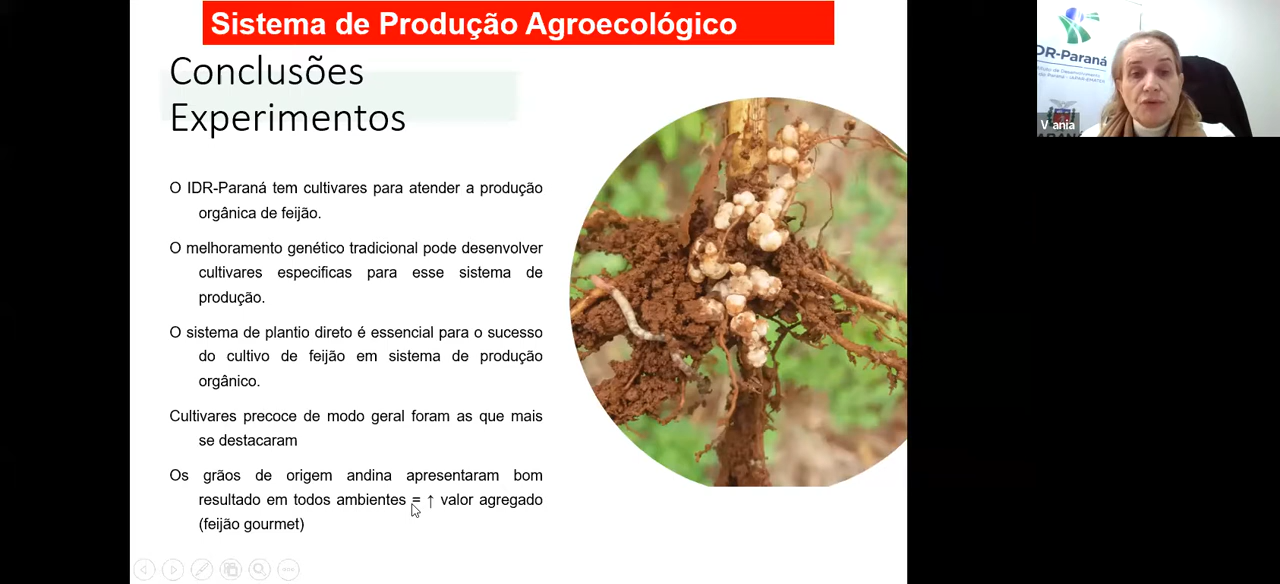 Sistema de Produção Agroecológico
Conclusões
Experimentos
O IDR-Paraná tem cultivares para atender a produção
orgânica de feijão.
O melhoramento genético tradicional pode desenvolver
cultivares especificas para esse sistema de
produção.
O sistema de plantio direto é essencial para o sucesso
do cultivo de feijão em sistema de produção
orgânico.
Cultivares precoce de modo geral foram as que mais
se destacaram
Os grãos de origem andina apresentaram bom
resultado em todos ambientes = ↑ valor agregado
(feijão gourmet)
DR-Paraná
Vania